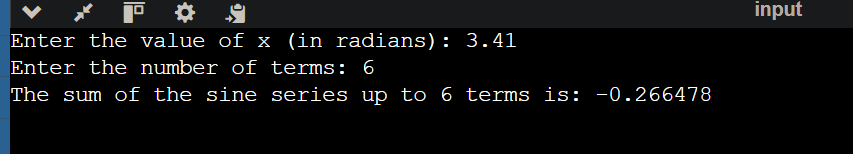 input
Enter the value of x (in radians): 3.41
Enter the number of terms: 6
The sum of the sine series up to 6 terms is: -0.266478